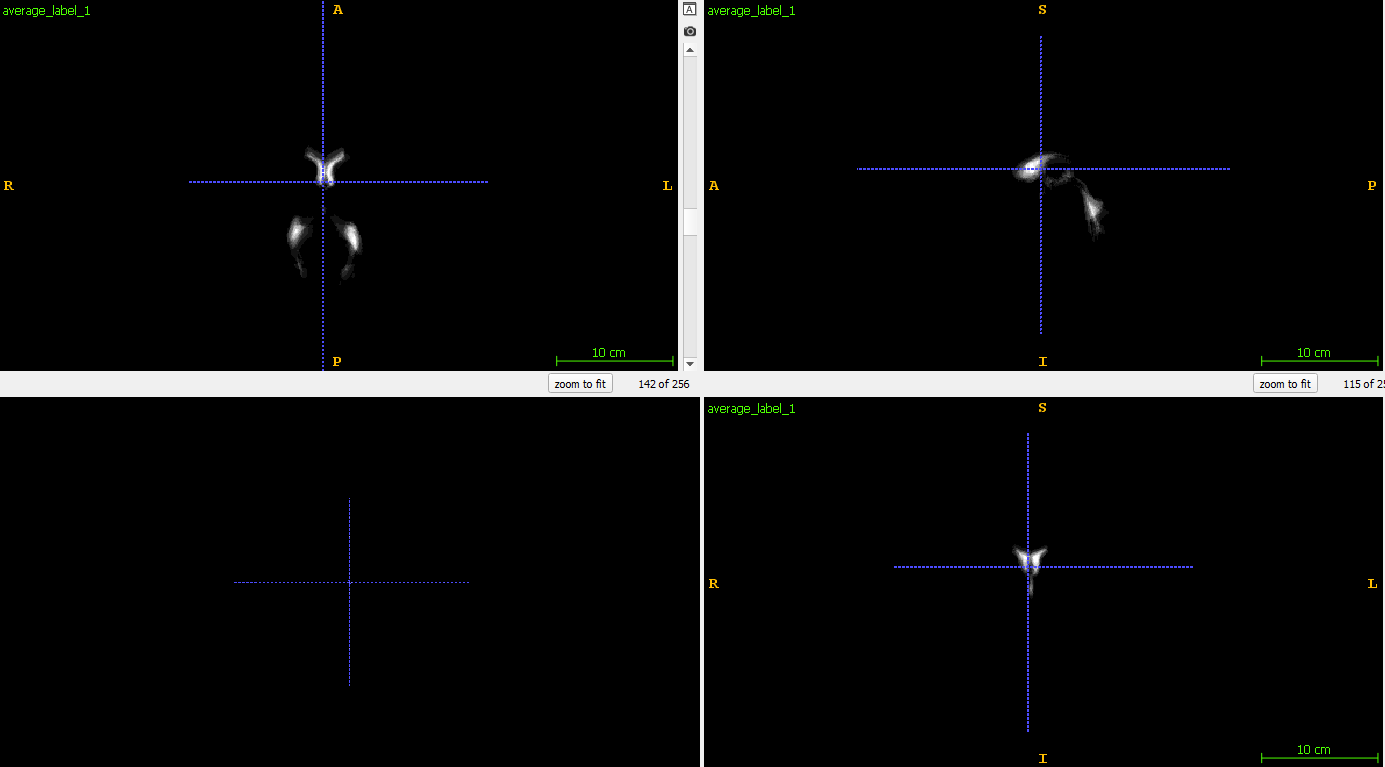 average_label_1
A
A
R
L
P
10 cm
zoom to fit
142 of 256
average_label_1
S
A
P
I
10 cm
zoom to fit
115 of 25
average_label_1
S
R
L
I
10 cm